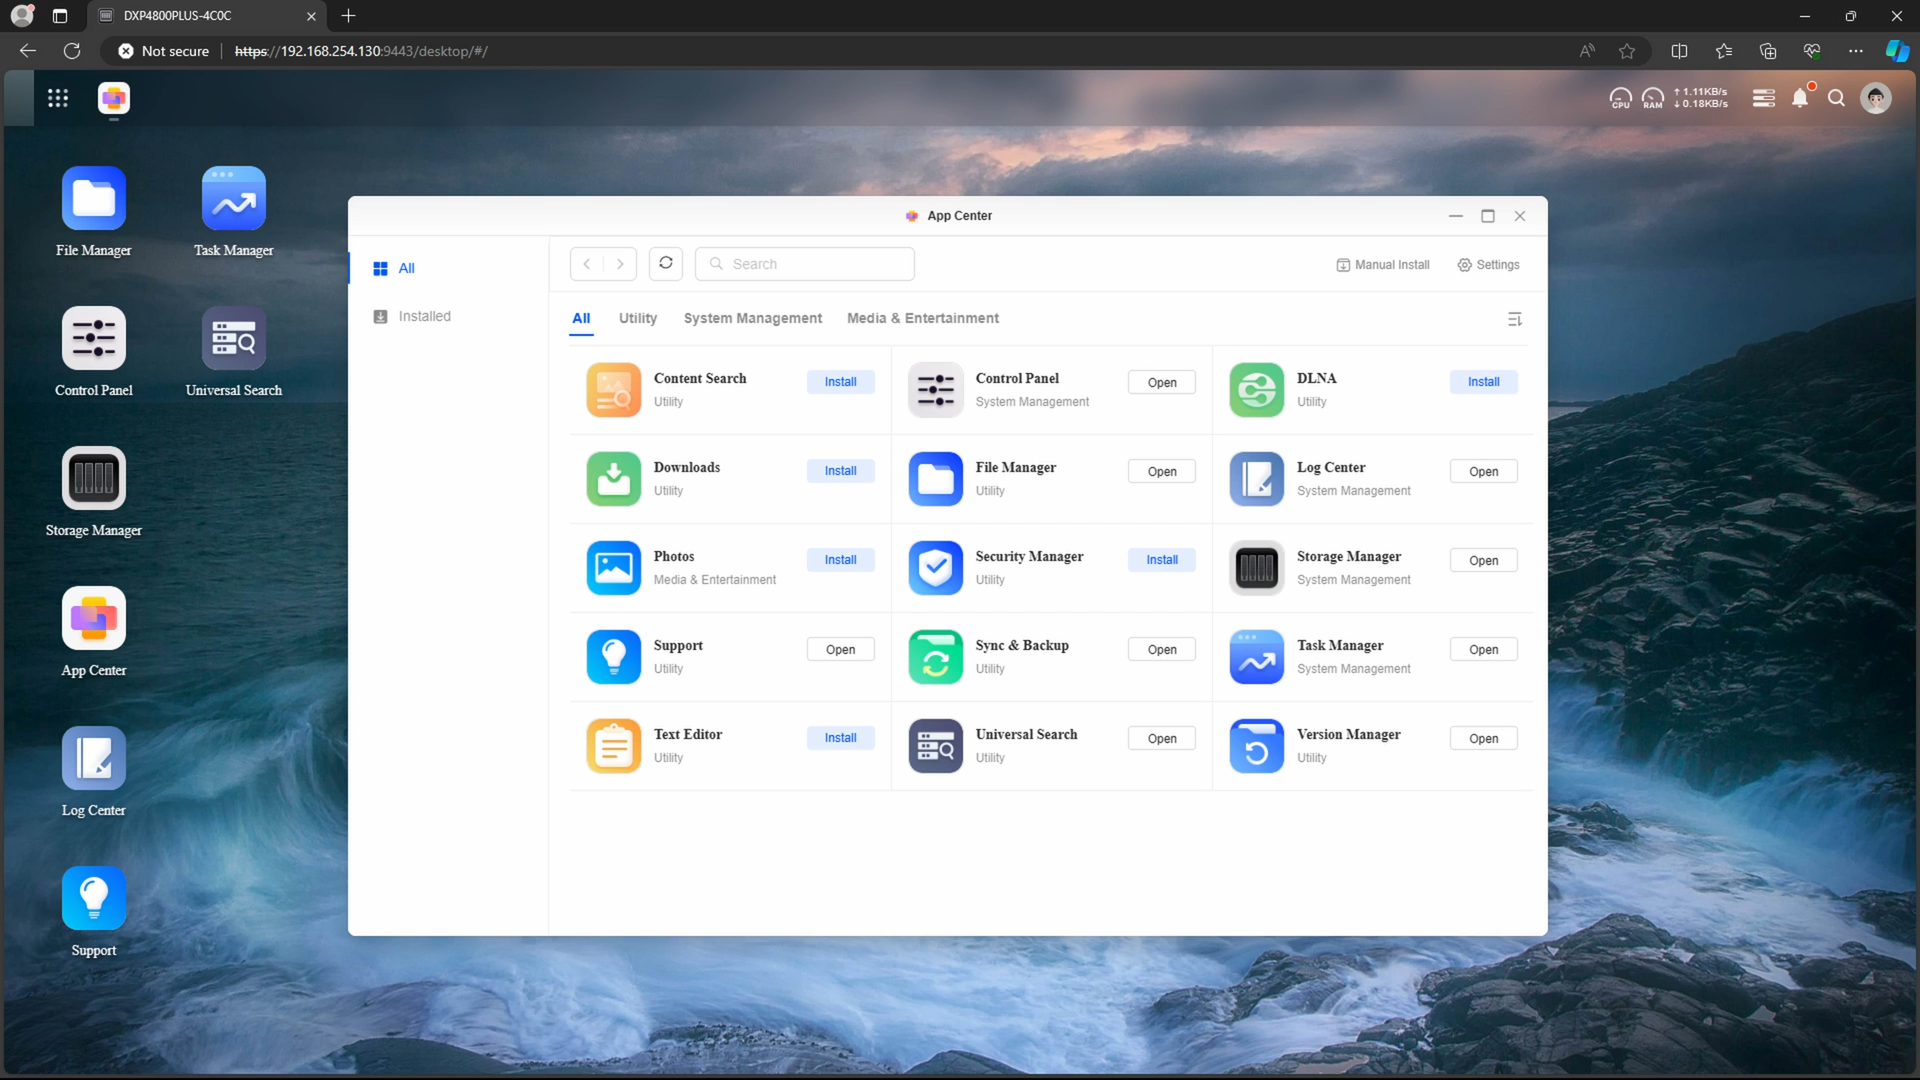 DXP4800PLUS-4C0C
Not secure
https://192.168.254.130:9443/desktop/#/
CPU
RAM
↑ 1.11KB/s
↓ 0.18KB/s
File Manager
Task Manager
Control Panel
Universal Search
Storage Manager
App Center
Log Center
Support
App Center
All
Installed
Search
Manual Install
Settings
All
Utility
System Management
Media & Entertainment
Content Search
Utility
Install
Control Panel
System Management
Open
DLNA
Utility
Install
Downloads
Utility
Install
File Manager
Utility
Open
Log Center
System Management
Open
Photos
Media & Entertainment
Install
Security Manager
Utility
Install
Storage Manager
System Management
Open
Support
Utility
Open
Sync & Backup
Utility
Open
Task Manager
System Management
Open
Text Editor
Utility
Install
Universal Search
Utility
Open
Version Manager
Utility
Open